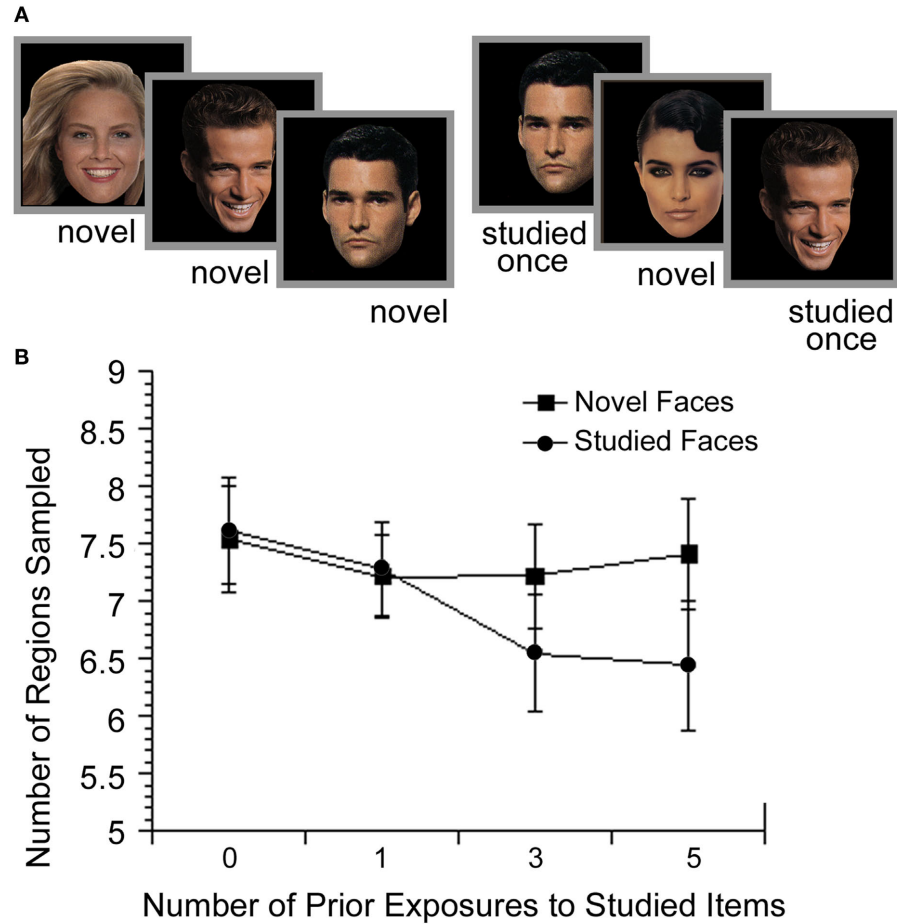 A
novel
novel
novel
studied
once
novel
studied
once
B
9
8.5
8
7.5
7
6.5
6
5.5
5
Number of Regions Sampled
Novel Faces
Studied Faces
0 1 3 5
Number of Prior Exposures to Studied Items